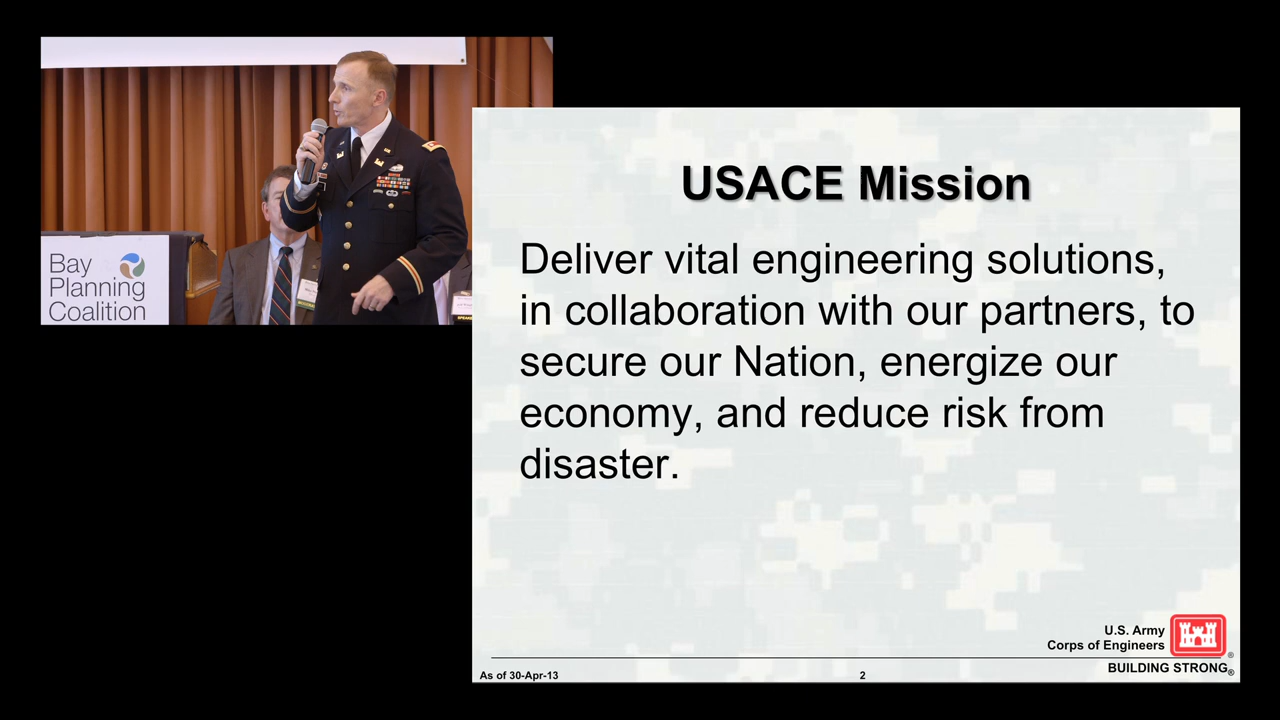 Bay
Planning
Coalition
USACE Mission
Deliver vital engineering solutions,
in collaboration with our partners, to
secure our Nation, energize our
economy, and reduce risk from
disaster.
U.S. Army
Corps of Engineers
®
BUILDING STRONG®
As of 30-Apr-13
2